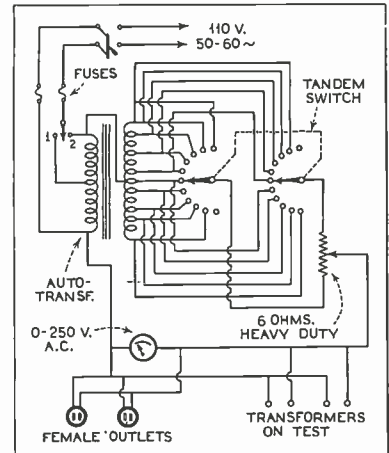 110 V.
50-60~
FUSES
TANDEM
SWITCH
1
2
AUTO-
TRANSF.
0-250 V.
A.C.
6 OHMS,
HEAVY DUTY
FEMALE OUTLETS
TRANSFORMERS
ON TEST